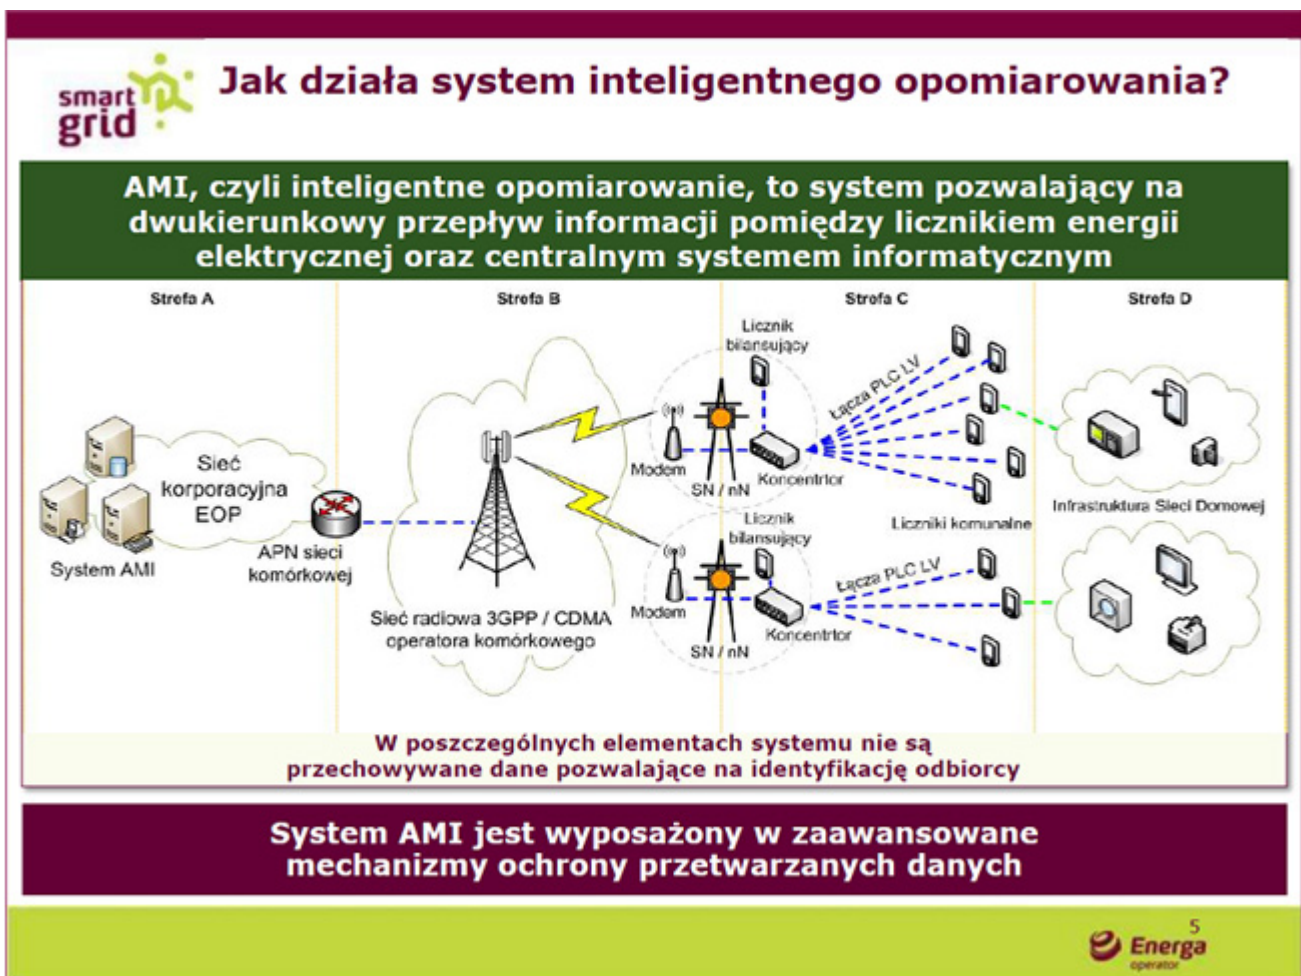 smart
grid
Jak działa system inteligentnego opomiarowania?
AMI, czyli inteligentne opomiarowanie, to system pozwalający na
dwukierunkowy przepływ informacji pomiędzy licznikiem energii
elektrycznej oraz centralnym systemem informatycznym
Strefa A
Strefa B
Strefa C
Strefa D
System AMI
Sieć
korporacyjna
EOP
APN sieci
komórkowej
Sieć radiowa 3GPP / CDMA
operatora komórkowego
Modem
SN / nN
Licznik
bilansujący
Koncentrtor
Łącza PLC LV
Liczniki komunalne
Infrastruktura Sieci Domowej
Modem
SN / nN
Licznik
bilansujący
Koncentrtor
Łącza PLC LV
W poszczególnych elementach systemu nie są
przechowywane dane pozwalające na identyfikację odbiorcy
System AMI jest wyposażony w zaawansowane
mechanizmy ochrony przetwarzanych danych
5
Energa
operator